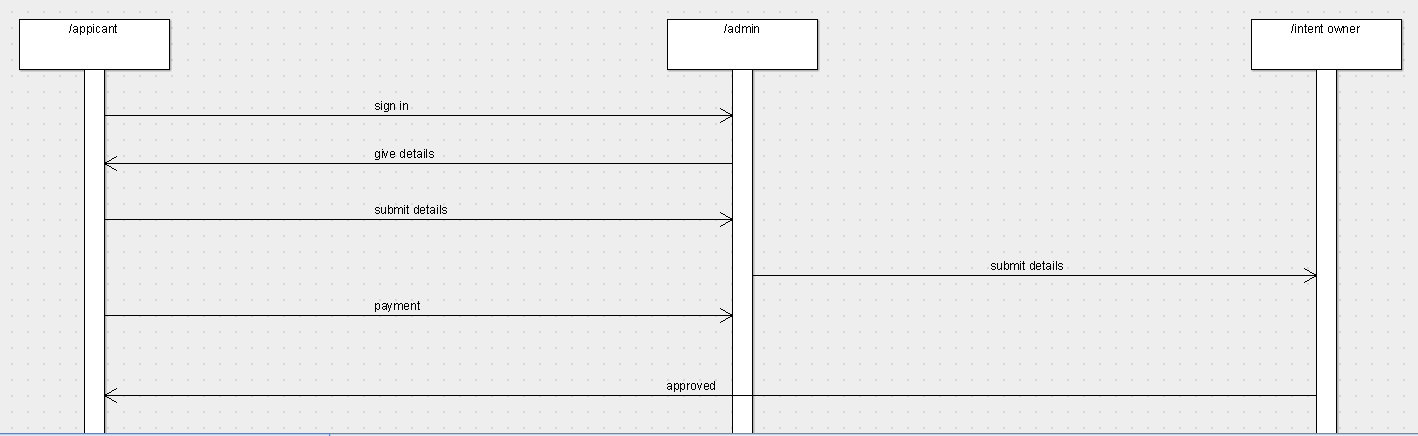 /appicant
/admin
/intent owner
sign in
give details
submit details
submit details
payment
approved